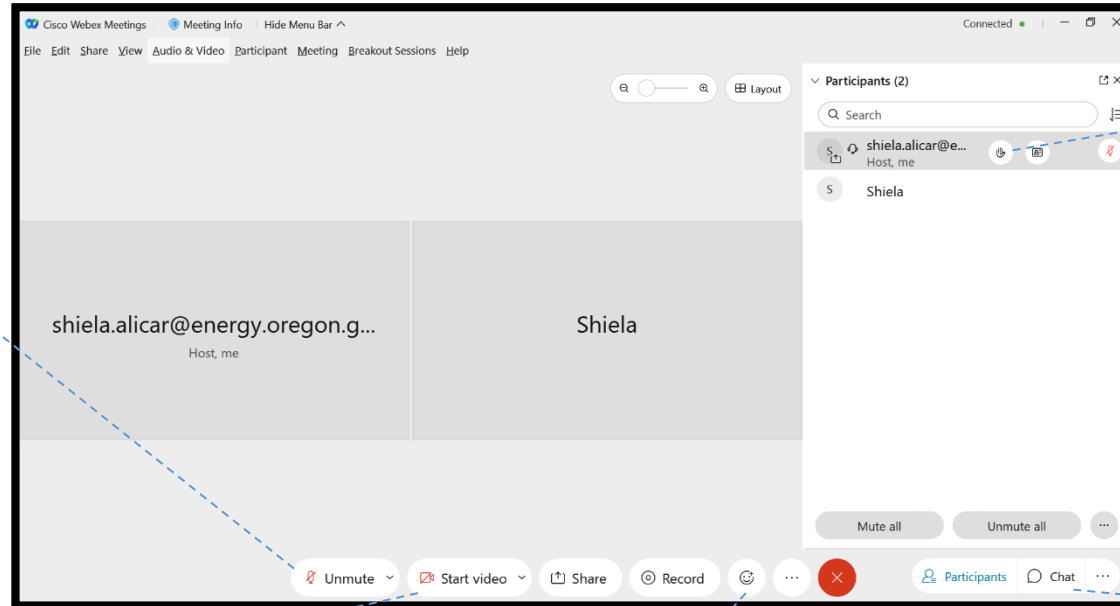 Cisco Webex Meetings Meeting Info Hide Menu Bar Connected
File Edit Share View Audio & Video Participant Meeting Breakout Sessions Help
Layout
Participants (2)
Search
S shiela.alicar@e...
Host, me
S Shiela
shiela.alicar@energy.oregon.g...
Host, me
Shiela
Mute all Unmute all ...
Unmute Start video Share Record ... Participants Chat ...